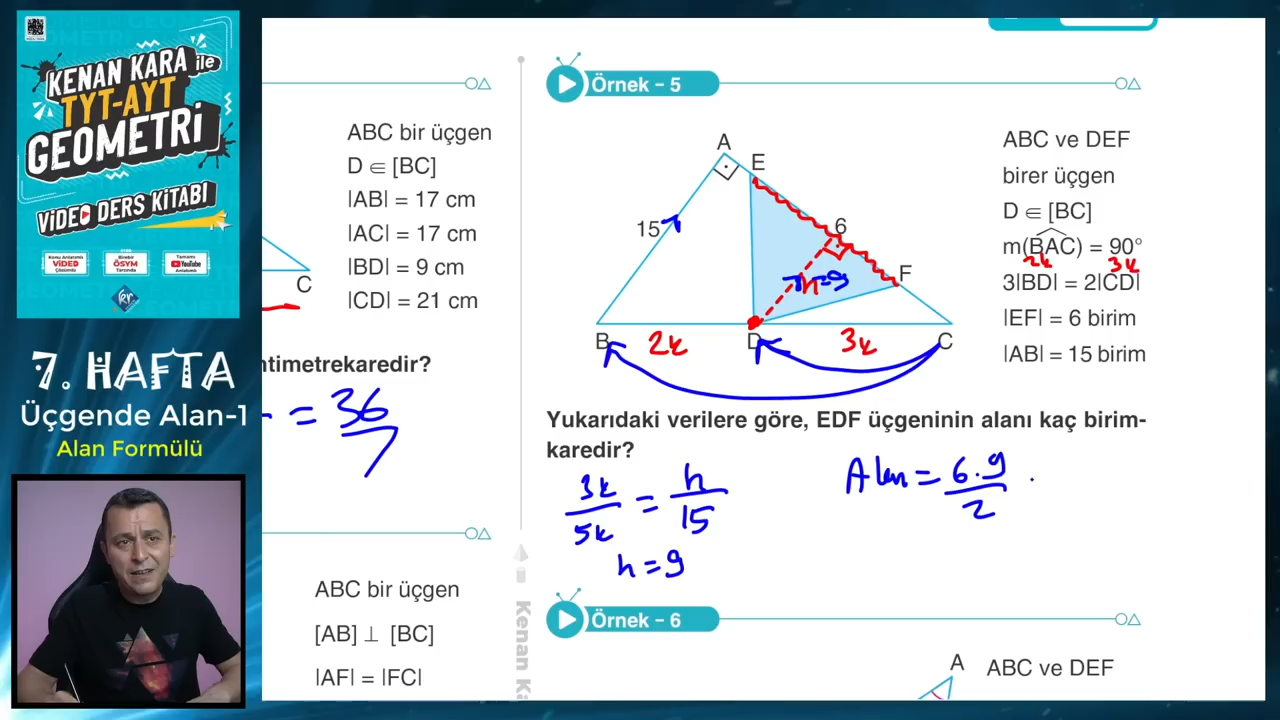 KENAN KARA ile
TYT-AYT
GEOMETRİ
VİDEO DERS KİTABI
YouTube
7. HAFTA
Üçgende Alan-1
Alan Formülü
ABC bir üçgen
D ∈ [BC]
|AB| = 17 cm
|AC| = 17 cm
|BD| = 9 cm
|CD| = 21 cm
C
ntimetrekaredir?
= 36
7
ABC bir üçgen
[AB] ⊥ [BC]
|AF| = |FC|
Örnek - 5
A
E
15
6
F
h=9
B
D
C
2k
3k
ABC ve DEF
birer üçgen
D ∈ [BC]
m(BAC) = 90°
2k 3k
3|BD| = 2|CD|
|EF| = 6 birim
|AB| = 15 birim
Yukarıdaki verilere göre, EDF üçgeninin alanı kaç birim-
karedir?
3k/5k = h/15
h = 9
Alan = 6.9/2
Örnek - 6
A
ABC ve DEF
Kenan K